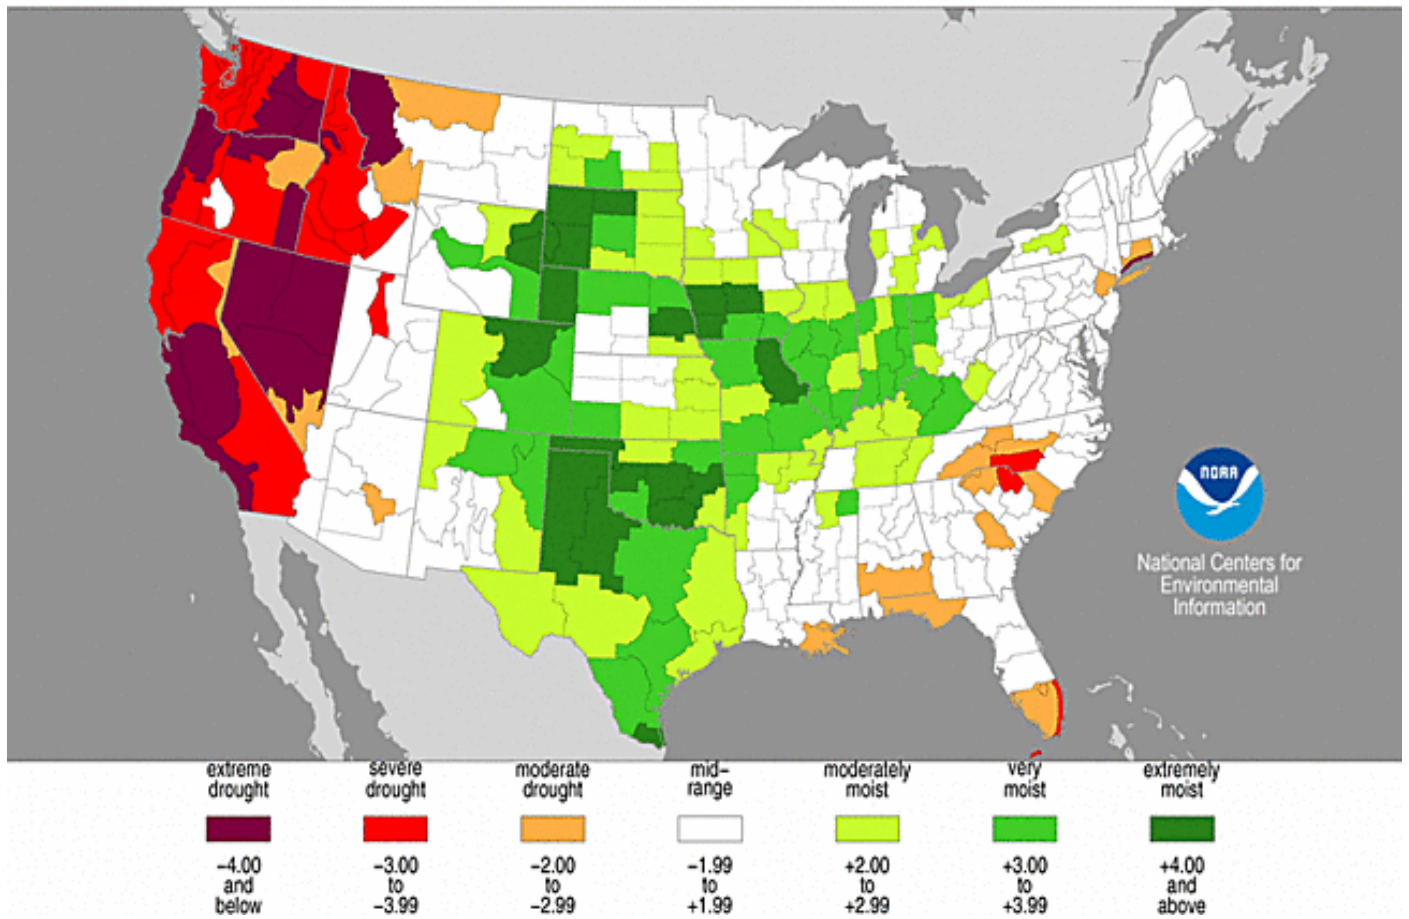 NOAA
National Centers for
Environmental
Information
extreme
drought
severe
drought
moderate
drought
mid–
range
moderately
moist
very
moist
extremely
moist
−4.00
and
below
−3.00
to
−3.99
−2.00
to
−2.99
−1.99
to
+1.99
+2.00
to
+2.99
+3.00
to
+3.99
+4.00
and
above